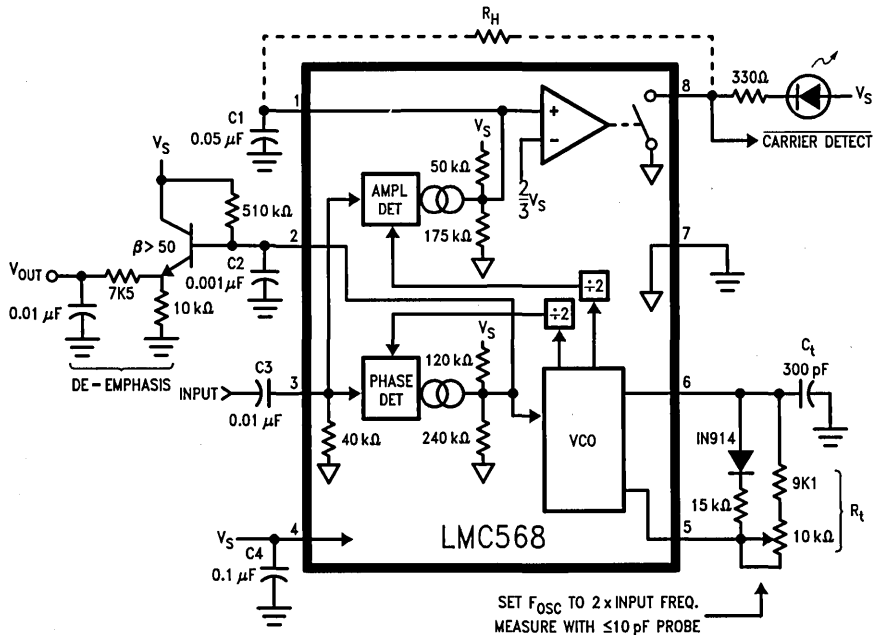 R_H
1
8
330Ω
V_S
C1
0.05 μF
V_S
+
−
2/3 V_S
CARRIER DETECT
V_S
50 kΩ
AMPL
DET
175 kΩ
510 kΩ
β > 50
2
7
V_OUT
7K5
C2
0.001 μF
0.01 μF
10 kΩ
÷2
÷2
DE-EMPHASIS
V_S
120 kΩ
C_t
300 pF
C3
INPUT
3
PHASE
DET
6
0.01 μF
240 kΩ
VCO
40 kΩ
IN914
9K1
15 kΩ
R_t
V_S
4
LMC568
5
10 kΩ
C4
0.1 μF
SET F_OSC TO 2 x INPUT FREQ.
MEASURE WITH ≤10 pF PROBE